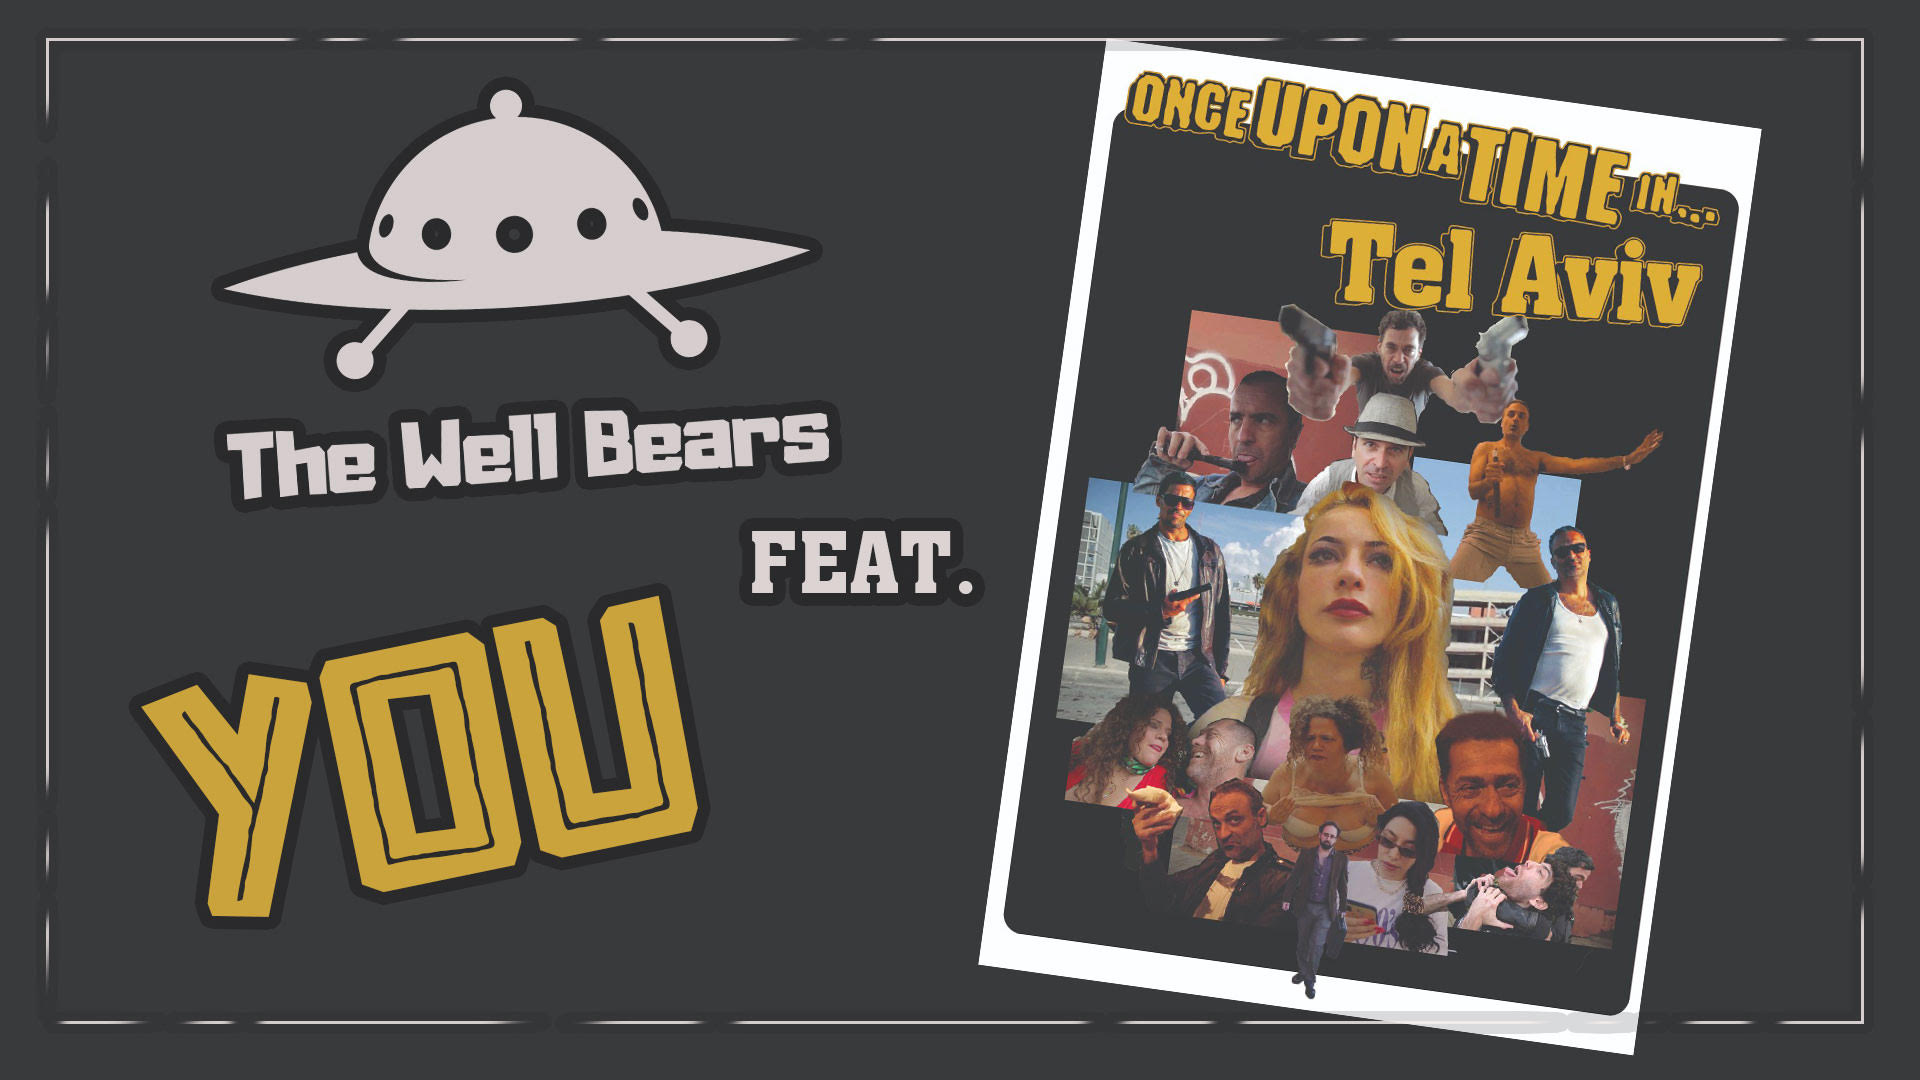 The Well Bears
FEAT.
YOU
ONCE UPON A TIME IN...
Tel Aviv